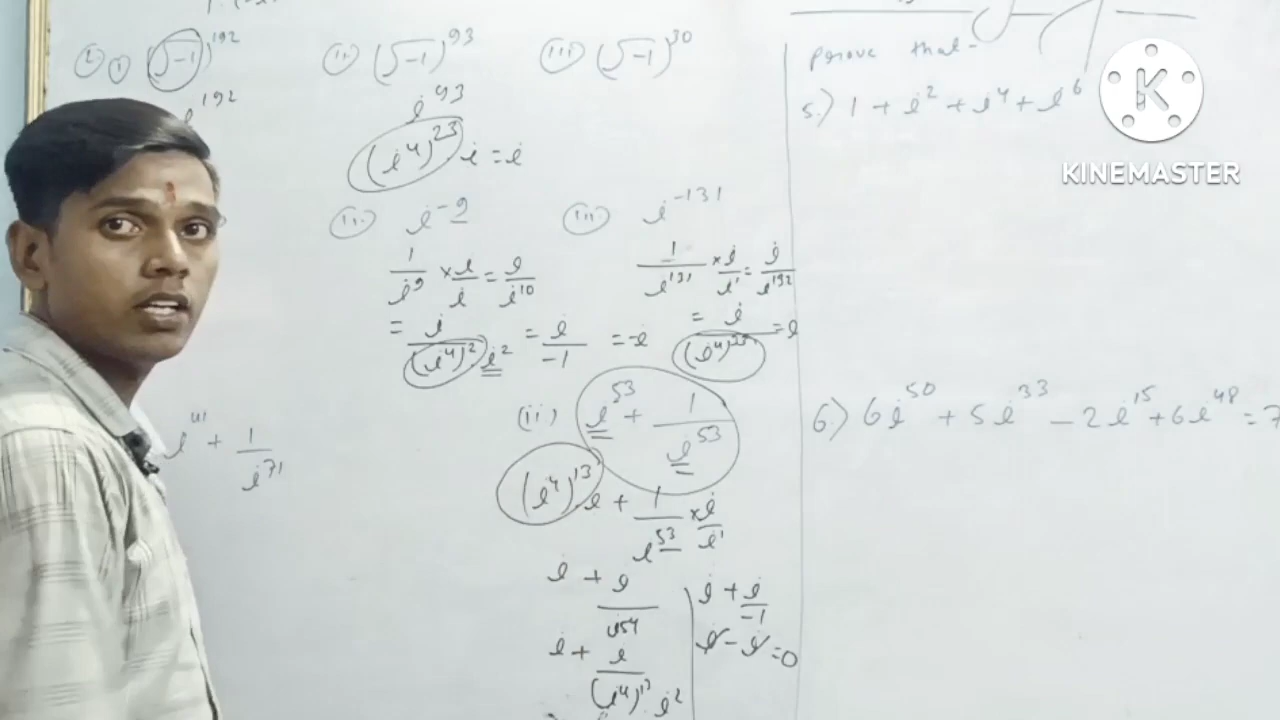 2) i) (√-1)^192
i^192
ii) (√-1)^93
i^93
(i^4)^23 i = i
iii) (√-1)^30
ii. i^-9
1/i^9 × i/i = i/i^10
= i/(i^4)^2 i^2 = i/-1 = -i
iii i^-131
1/i^131 × i/i^1 = i/i^132
= i/(i^4) = i
i^41 + 1/i^71
(ii) i^53 + 1/i^53
(i^4)^13 . i + 1/i^53 × i/i^1
i + i/i^54
i + i/(i^4)^13 i^2
i + i/-1
i - i = 0
Prove that-
5.) 1 + i^2 + i^4 + i^6
6.) 6i^50 + 5i^33 - 2i^15 + 6i^48 = 7
KINEMASTER